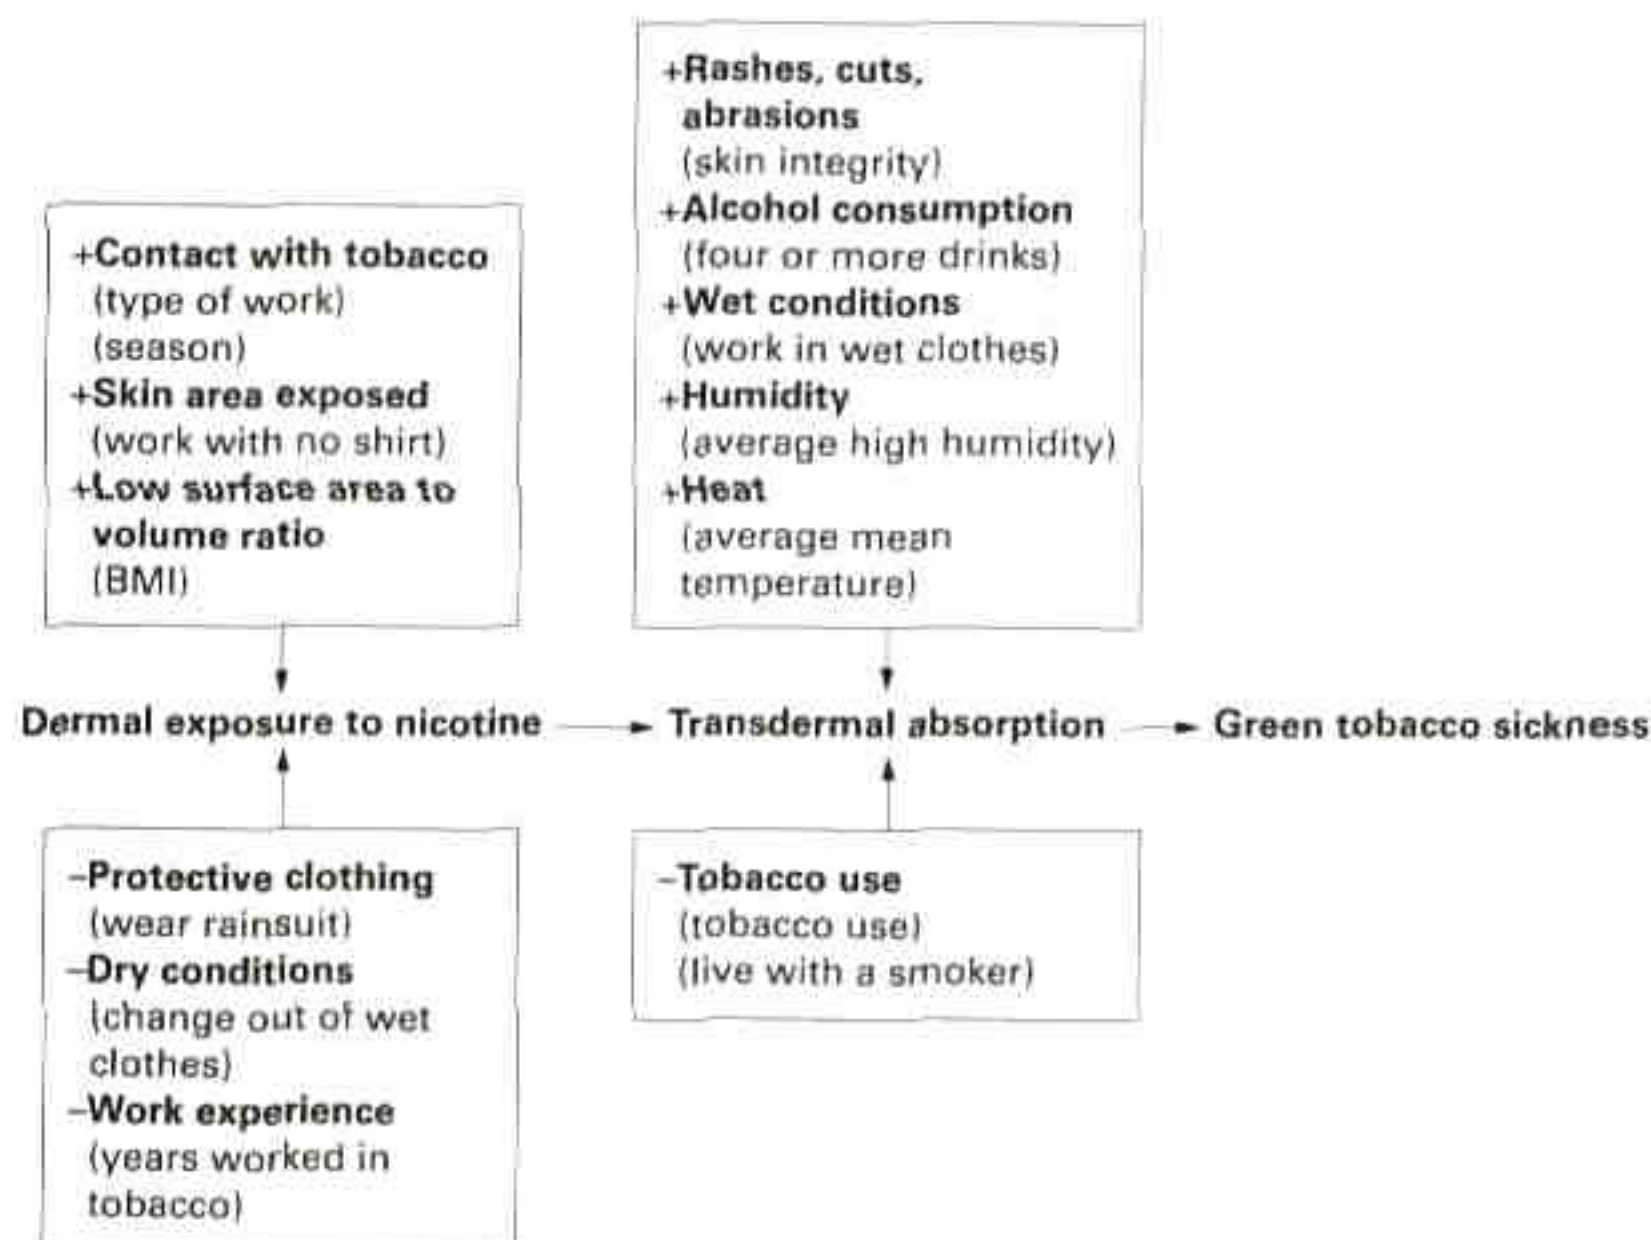 +Contact with tobacco
(type of work)
(season)
+Skin area exposed
(work with no shirt)
+Low surface area to
volume ratio
(BMI)
+Rashes, cuts,
abrasions
(skin integrity)
+Alcohol consumption
(four or more drinks)
+Wet conditions
(work in wet clothes)
+Humidity
(average high humidity)
+Heat
(average mean
temperature)
Dermal exposure to nicotine
Transdermal absorption
Green tobacco sickness
–Protective clothing
(wear rainsuit)
–Dry conditions
(change out of wet
clothes)
–Work experience
(years worked in
tobacco)
–Tobacco use
(tobacco use)
(live with a smoker)